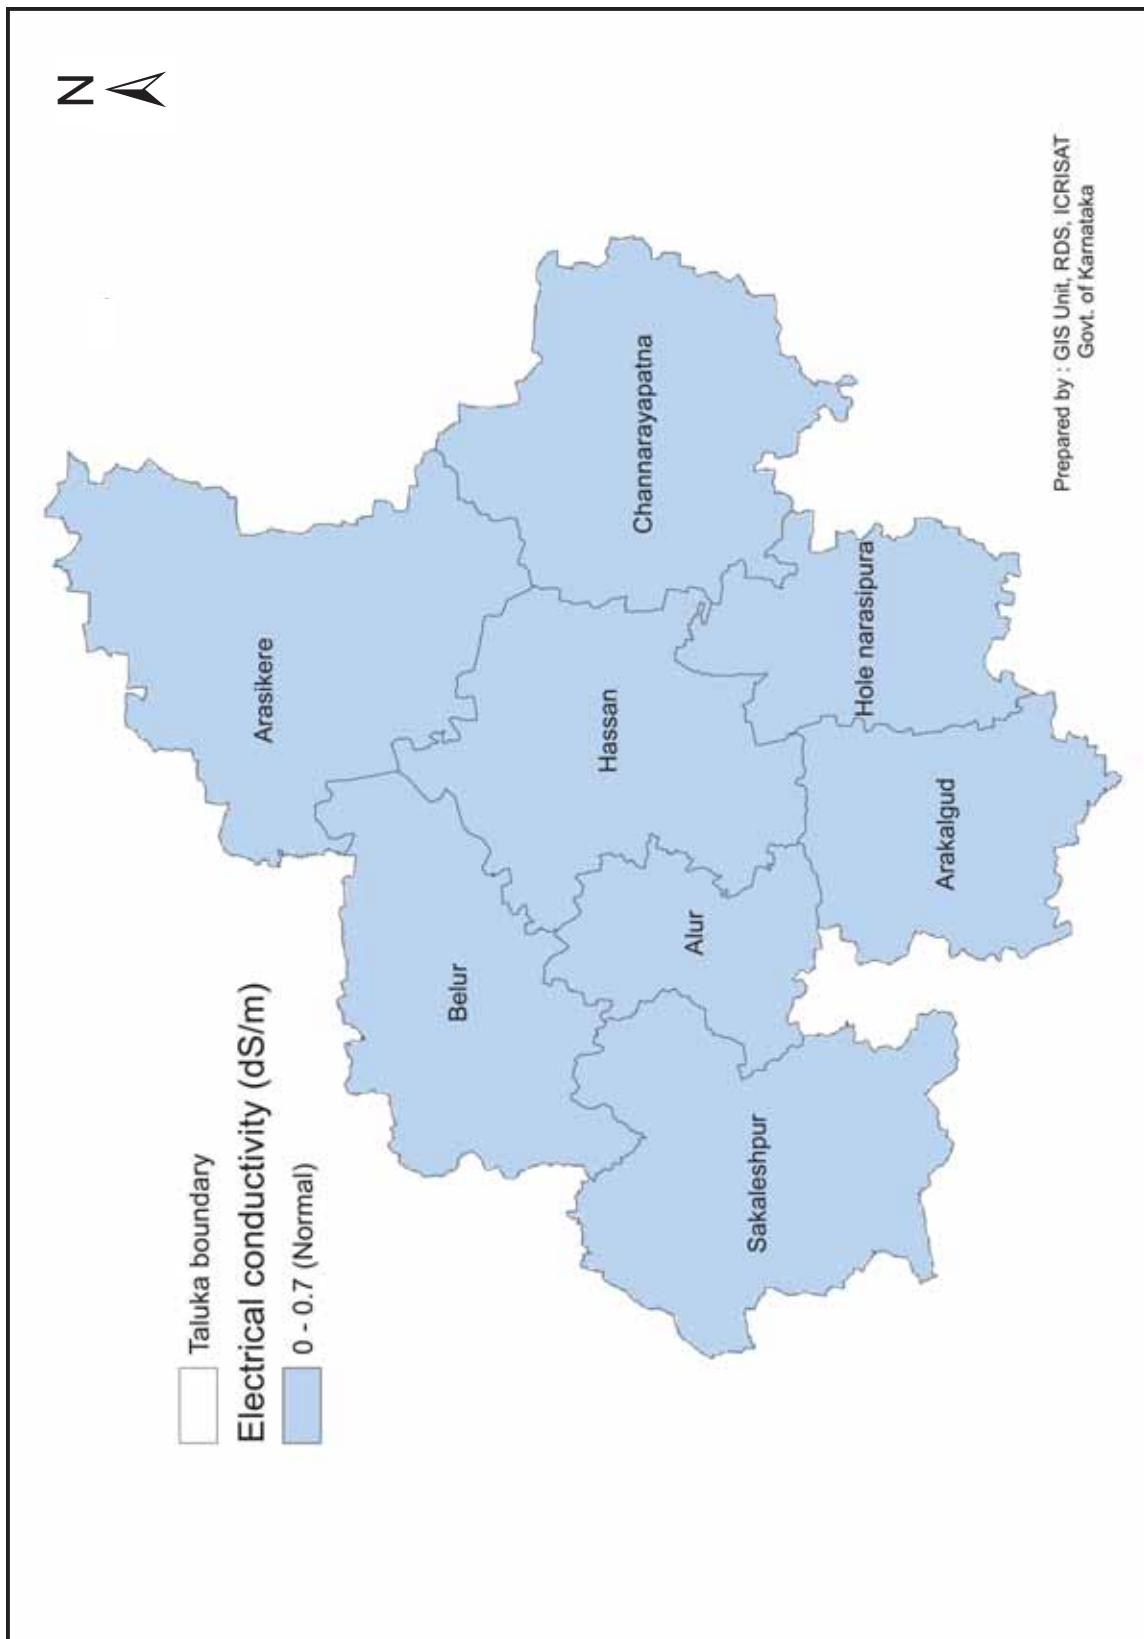 N
Taluka boundary
Electrical conductivity (dS/m)
0 - 0.7 (Normal)
Arasikere
Belur
Hassan
Channarayapatna
Alur
Sakaleshpur
Hole narasipura
Arakalgud
Prepared by : GIS Unit, RDS, ICRISAT
Govt. of Karnataka